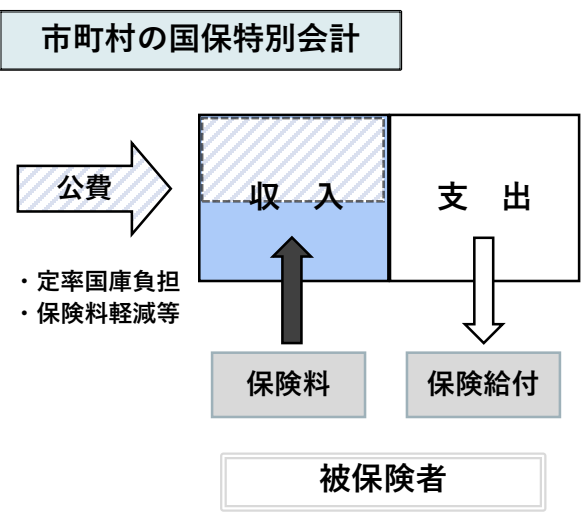 市町村の国保特別会計
公費
収 入
支 出
・定率国庫負担
・保険料軽減等
保険料
保険給付
被保険者